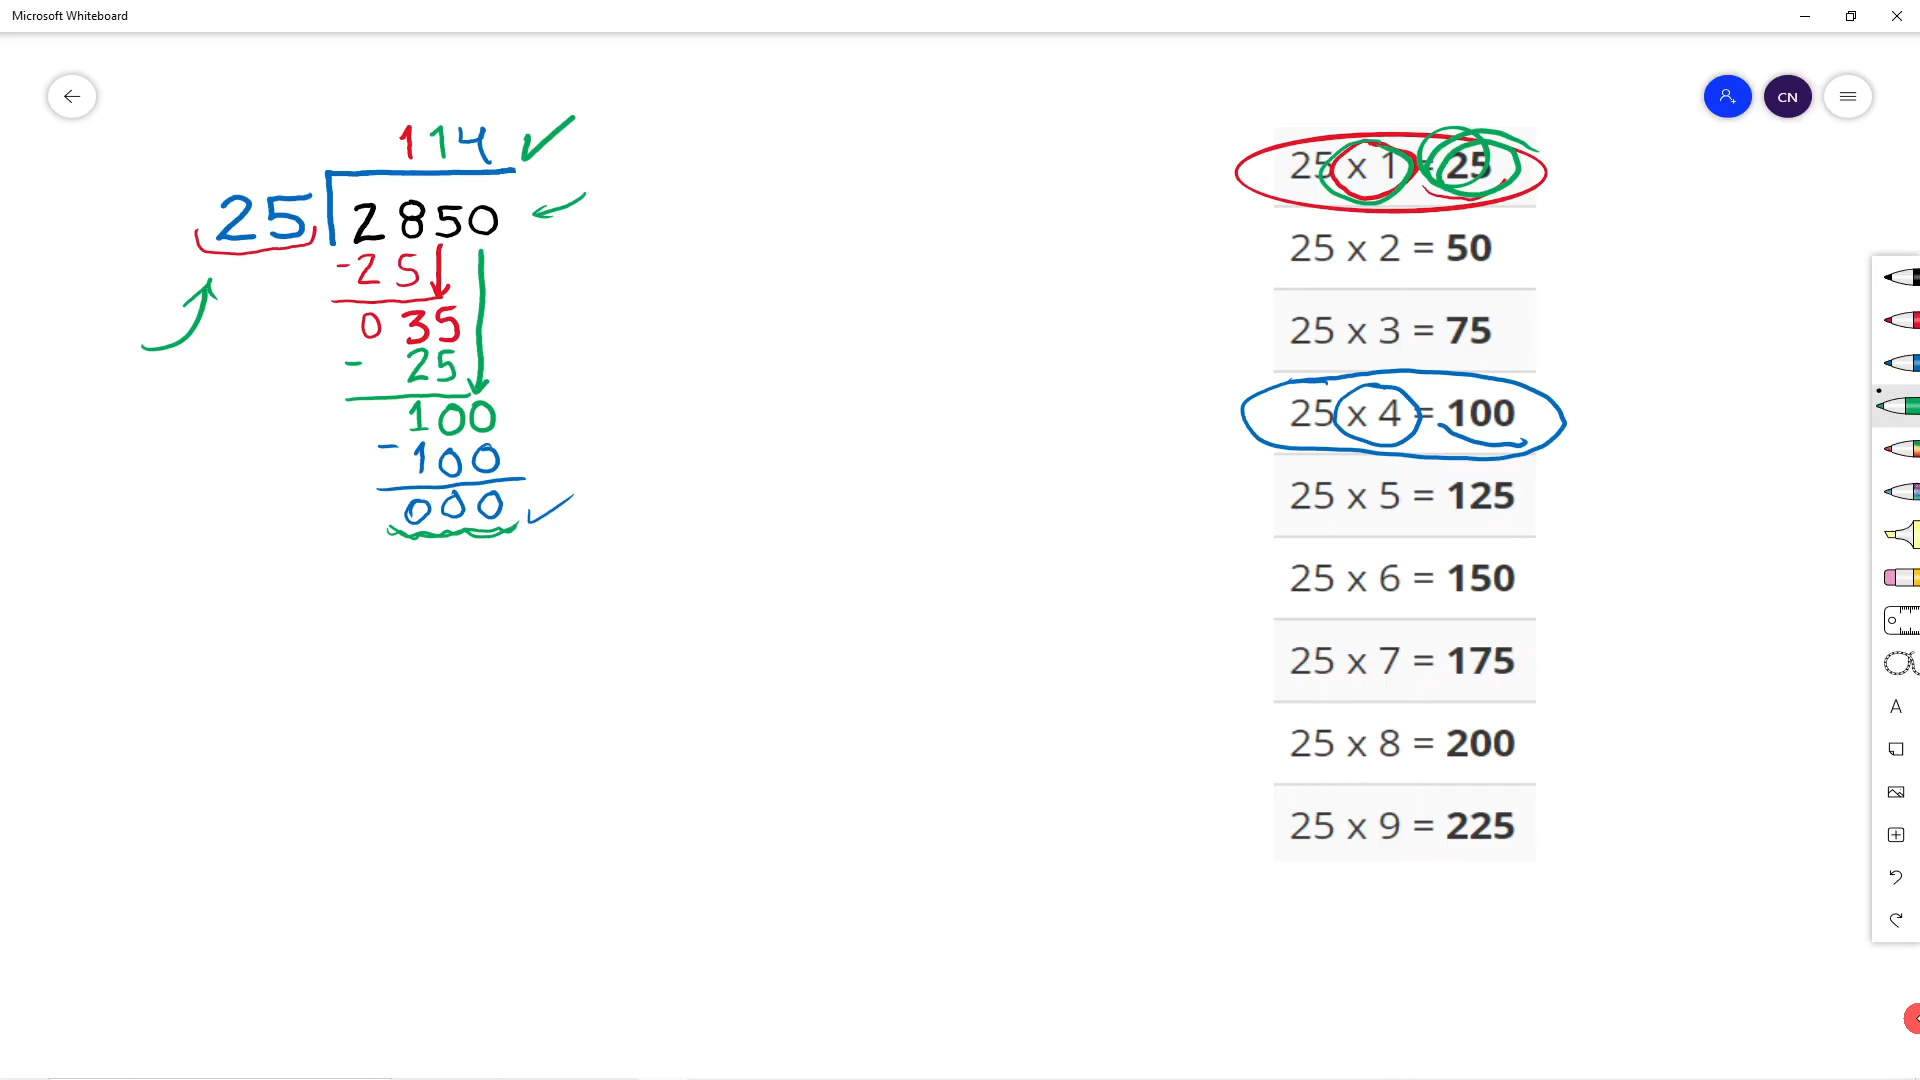 Microsoft Whiteboard
CN
114
25 2850
-25
035
- 25
100
-100
000
25 x 1 = 25
25 x 2 = 50
25 x 3 = 75
25 x 4 = 100
25 x 5 = 125
25 x 6 = 150
25 x 7 = 175
25 x 8 = 200
25 x 9 = 225
A